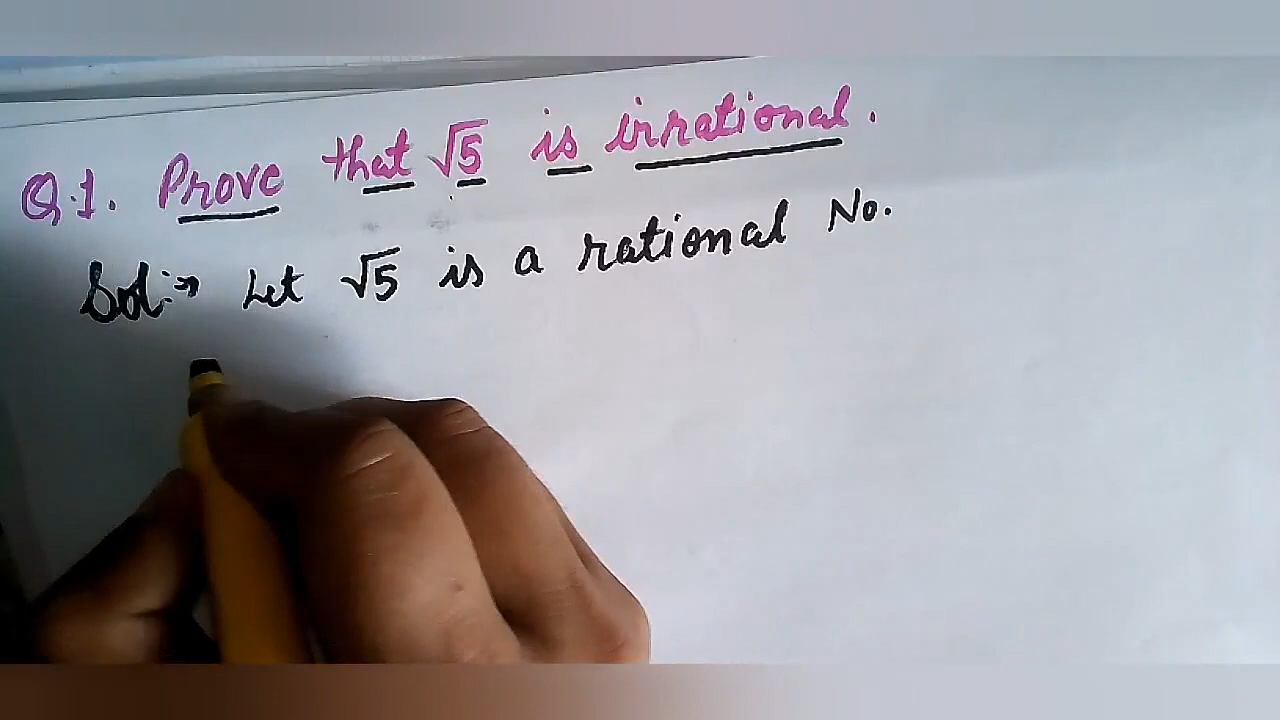 Q.1. Prove that √5 is irrational.
Sol:→ Let √5 is a rational No.